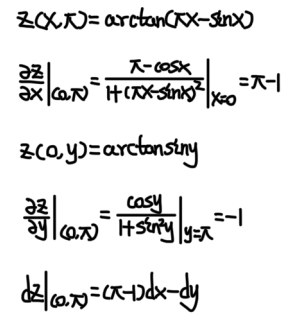 z(x,π)=arctan(πx-sinx)
∂z/∂x|(0,π)=π-cosx/1+(πx-sinx)²|x=0=π-1
z(0,y)=arctansiny
∂z/∂y|(0,π)=cosy/1+sin²y|y=π=-1
dz|(0,π)=(π-1)dx-dy